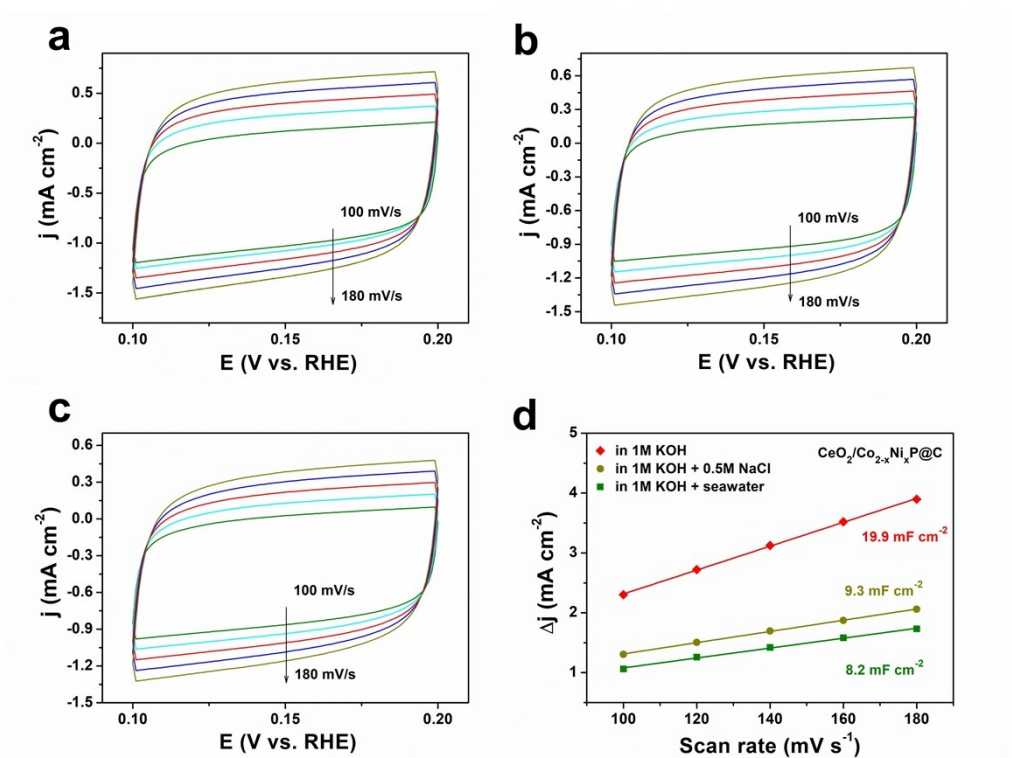 a
0.5
0.0
-0.5
-1.0
-1.5
j (mA cm⁻²)
100 mV/s
180 mV/s
0.10 0.15 0.20
E (V vs. RHE)
b
0.6
0.3
0.0
-0.3
-0.6
-0.9
-1.2
-1.5
j (mA cm⁻²)
100 mV/s
180 mV/s
0.10 0.15 0.20
E (V vs. RHE)
c
0.6
0.3
0.0
-0.3
-0.6
-0.9
-1.2
-1.5
j (mA cm⁻²)
100 mV/s
180 mV/s
0.10 0.15 0.20
E (V vs. RHE)
d
5
4
3
2
1
Δj (mA cm⁻²)
in 1M KOH
in 1M KOH + 0.5M NaCl
in 1M KOH + seawater
CeO₂/Co₂₋ₓNiₓP@C
19.9 mF cm⁻²
9.3 mF cm⁻²
8.2 mF cm⁻²
100 120 140 160 180
Scan rate (mV s⁻¹)